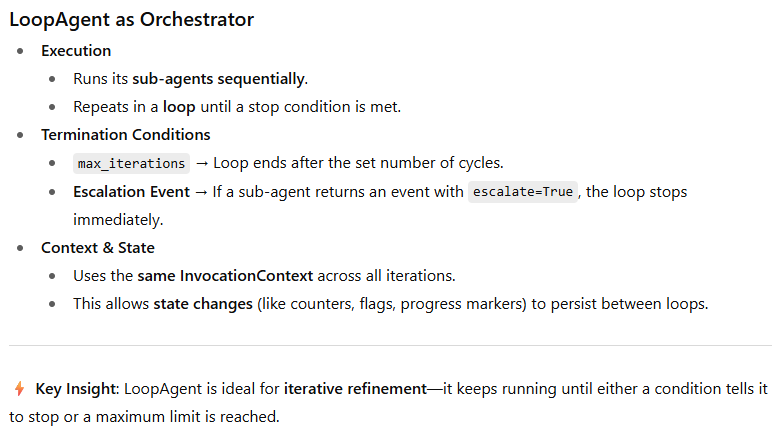 LoopAgent as Orchestrator
• Execution
• Runs its sub-agents sequentially.
• Repeats in a loop until a stop condition is met.
• Termination Conditions
• max_iterations → Loop ends after the set number of cycles.
• Escalation Event → If a sub-agent returns an event with escalate=True, the loop stops
immediately.
• Context & State
• Uses the same InvocationContext across all iterations.
• This allows state changes (like counters, flags, progress markers) to persist between loops.
⚡ Key Insight: LoopAgent is ideal for iterative refinement—it keeps running until either a condition tells it
to stop or a maximum limit is reached.